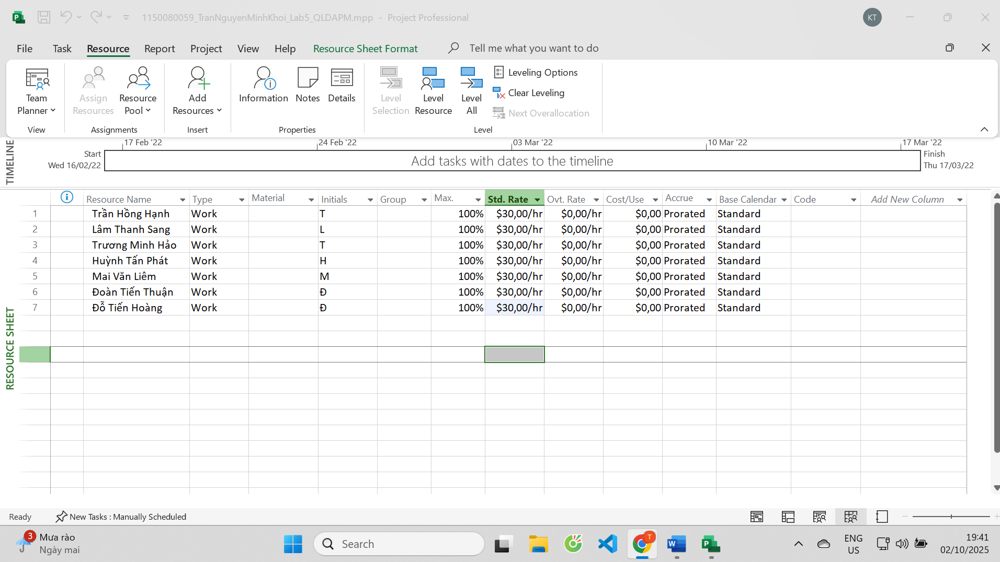 1150080059_TranNguyenMinhKhoi_Lab5_QLDAPM.mpp - Project Professional
KT
File Task Resource Report Project View Help Resource Sheet Format Tell me what you want to do
Team Planner
Assign Resources
Resource Pool
Add Resources
Information
Notes
Details
Level Selection
Level Resource
Level All
Leveling Options
Clear Leveling
Next Overallocation
View Assignments Insert Properties Level
TIMELINE
17 Feb '22 24 Feb '22 03 Mar '22 10 Mar '22 17 Mar '22
Start
Wed 16/02/22
Add tasks with dates to the timeline
Finish
Thu 17/03/22
RESOURCE SHEET
Resource Name Type Material Initials Group Max. Std. Rate Ovt. Rate Cost/Use Accrue Base Calendar Code Add New Column
1 Trần Hồng Hạnh Work T 100% $30,00/hr $0,00/hr $0,00 Prorated Standard
2 Lâm Thanh Sang Work L 100% $30,00/hr $0,00/hr $0,00 Prorated Standard
3 Trương Minh Hảo Work T 100% $30,00/hr $0,00/hr $0,00 Prorated Standard
4 Huỳnh Tấn Phát Work H 100% $30,00/hr $0,00/hr $0,00 Prorated Standard
5 Mai Văn Liêm Work M 100% $30,00/hr $0,00/hr $0,00 Prorated Standard
6 Đoàn Tiến Thuận Work Đ 100% $30,00/hr $0,00/hr $0,00 Prorated Standard
7 Đỗ Tiến Hoàng Work Đ 100% $30,00/hr $0,00/hr $0,00 Prorated Standard
Ready New Tasks : Manually Scheduled
3
Mưa rào
Ngày mai
Search
T
ENG
US
19:41
02/10/2025